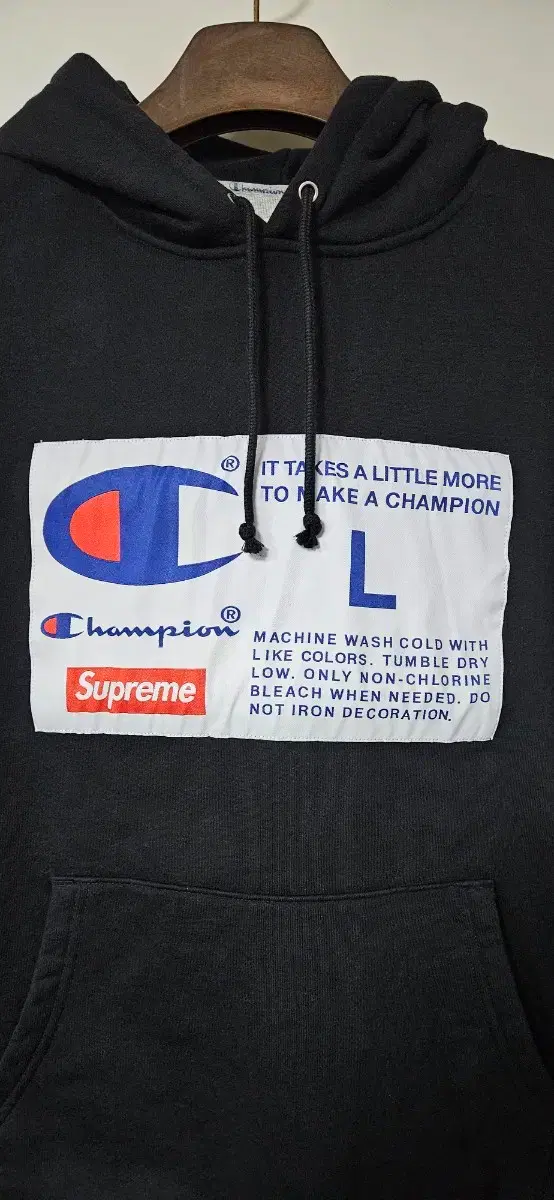 Champion
® IT TAKES A LITTLE MORE
TO MAKE A CHAMPION
L
Champion®
Supreme
MACHINE WASH COLD WITH
LIKE COLORS. TUMBLE DRY
LOW. ONLY NON-CHLORINE
BLEACH WHEN NEEDED. DO
NOT IRON DECORATION.